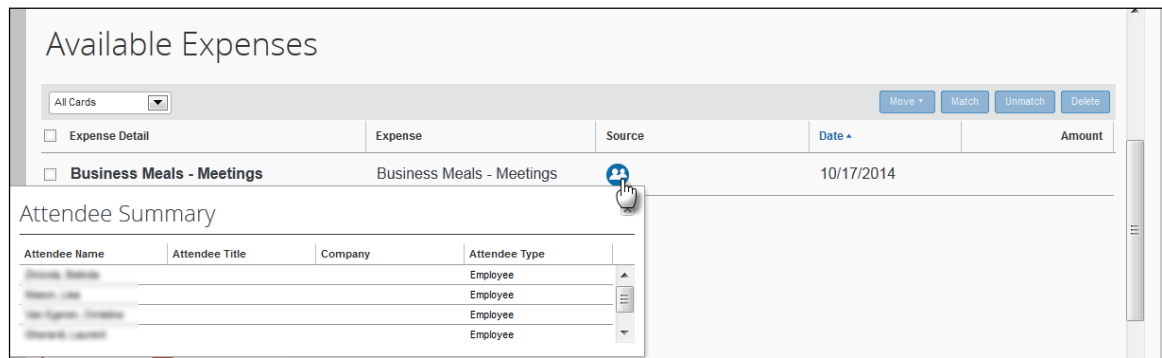 Available Expenses
All Cards Move Match Unmatch Delete
Expense Detail Expense Source Date Amount
Business Meals - Meetings Business Meals - Meetings 10/17/2014
Attendee Summary
Attendee Name Attendee Title Company Attendee Type
Employee
Employee
Employee
Employee